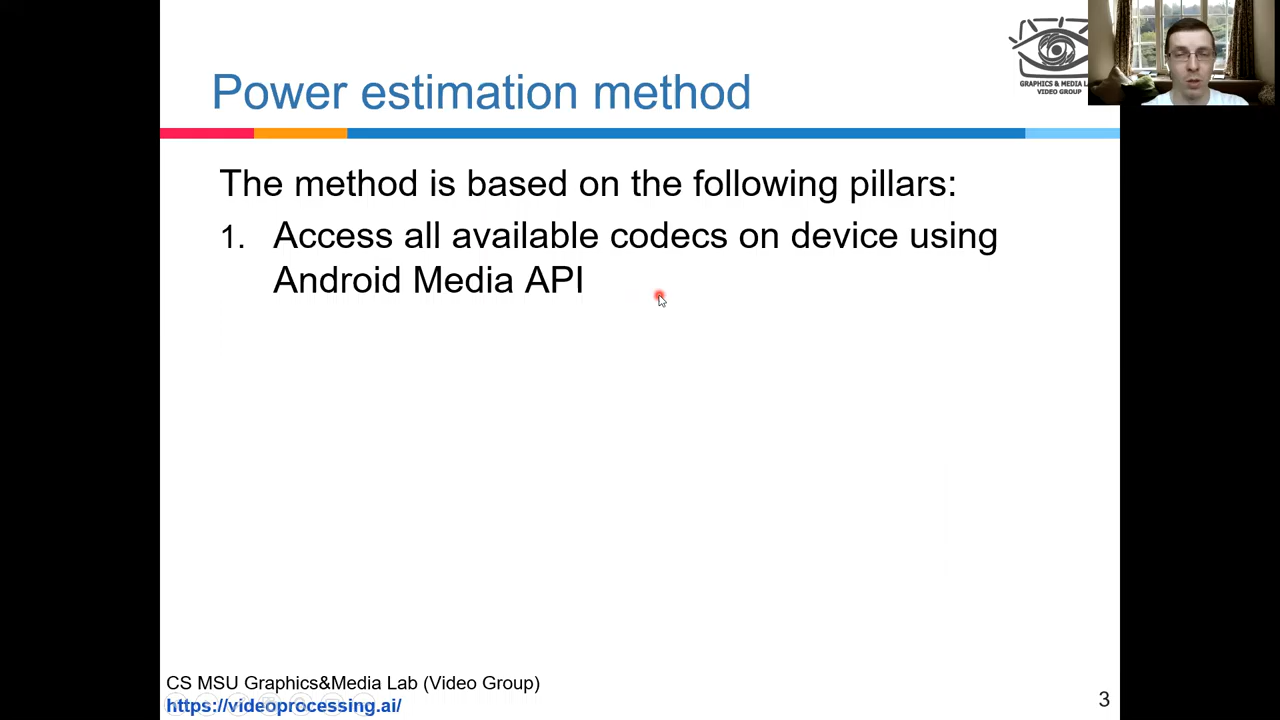 Power estimation method
GRAPHICS & MEDIA LA
VIDEO GROUP
The method is based on the following pillars:
1. Access all available codecs on device using
Android Media API
CS MSU Graphics&Media Lab (Video Group)
https://videoprocessing.ai/
3